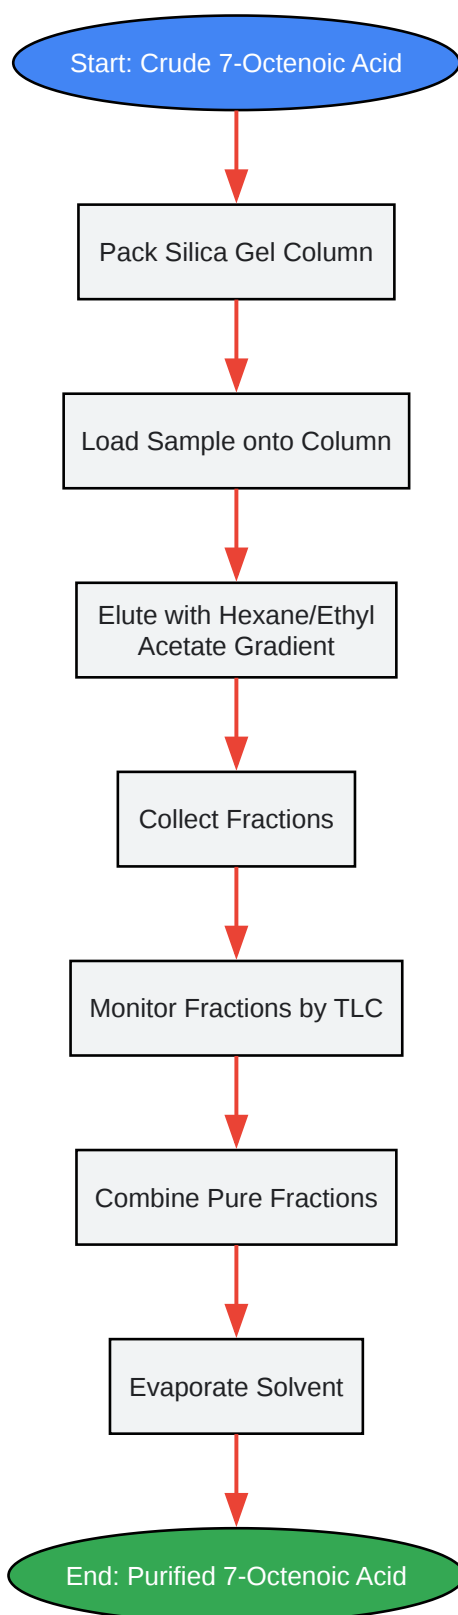 Start: Crude 7-Octenoic Acid
Pack Silica Gel Column
Load Sample onto Column
Elute with Hexane/Ethyl
Acetate Gradient
Collect Fractions
Monitor Fractions by TLC
Combine Pure Fractions
Evaporate Solvent
End: Purified 7-Octenoic Acid